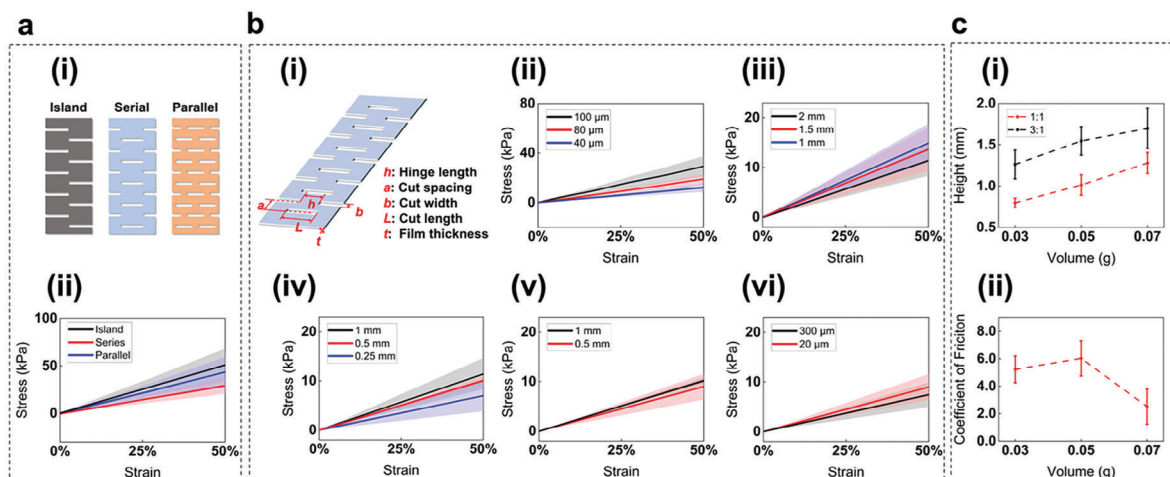 a
(i)
Island Serial Parallel
(ii)
Stress (kPa)
100
50
0
Island
Series
Parallel
0% 25% 50%
Strain
b
(i)
h: Hinge length
a: Cut spacing
b: Cut width
L: Cut length
t: Film thickness
a
h
b
L
t
(ii)
Stress (kPa)
80
40
0
100 μm
80 μm
40 μm
0% 25% 50%
Strain
(iii)
Stress (kPa)
20
10
0
2 mm
1.5 mm
1 mm
0% 25% 50%
Strain
(iv)
Stress (kPa)
20
10
0
1 mm
0.5 mm
0.25 mm
0% 25% 50%
Strain
(v)
Stress (kPa)
20
10
0
1 mm
0.5 mm
0% 25% 50%
Strain
(vi)
Stress (kPa)
20
10
0
300 μm
20 μm
0% 25% 50%
Strain
c
(i)
Height (mm)
2.0
1.5
1.0
0.5
1:1
3:1
0.03 0.05 0.07
Volume (g)
(ii)
Coefficient of Friciton
8.0
6.0
4.0
2.0
0.0
0.03 0.05 0.07
Volume (g)